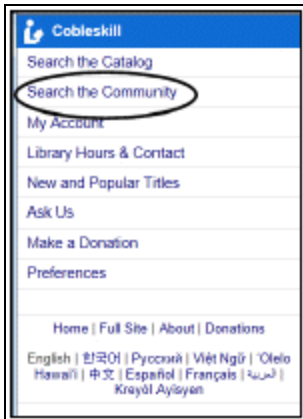 Cobleskill
Search the Catalog
Search the Community
My Account
Library Hours & Contact
New and Popular Titles
Ask Us
Make a Donation
Preferences
Home | Full Site | About | Donations
English | 한국어 | Русский | Việt Ngữ | ʻOlelo
Hawaiʻi | 中文 | Español | Français | العربية |
Kreyòl Ayisyen